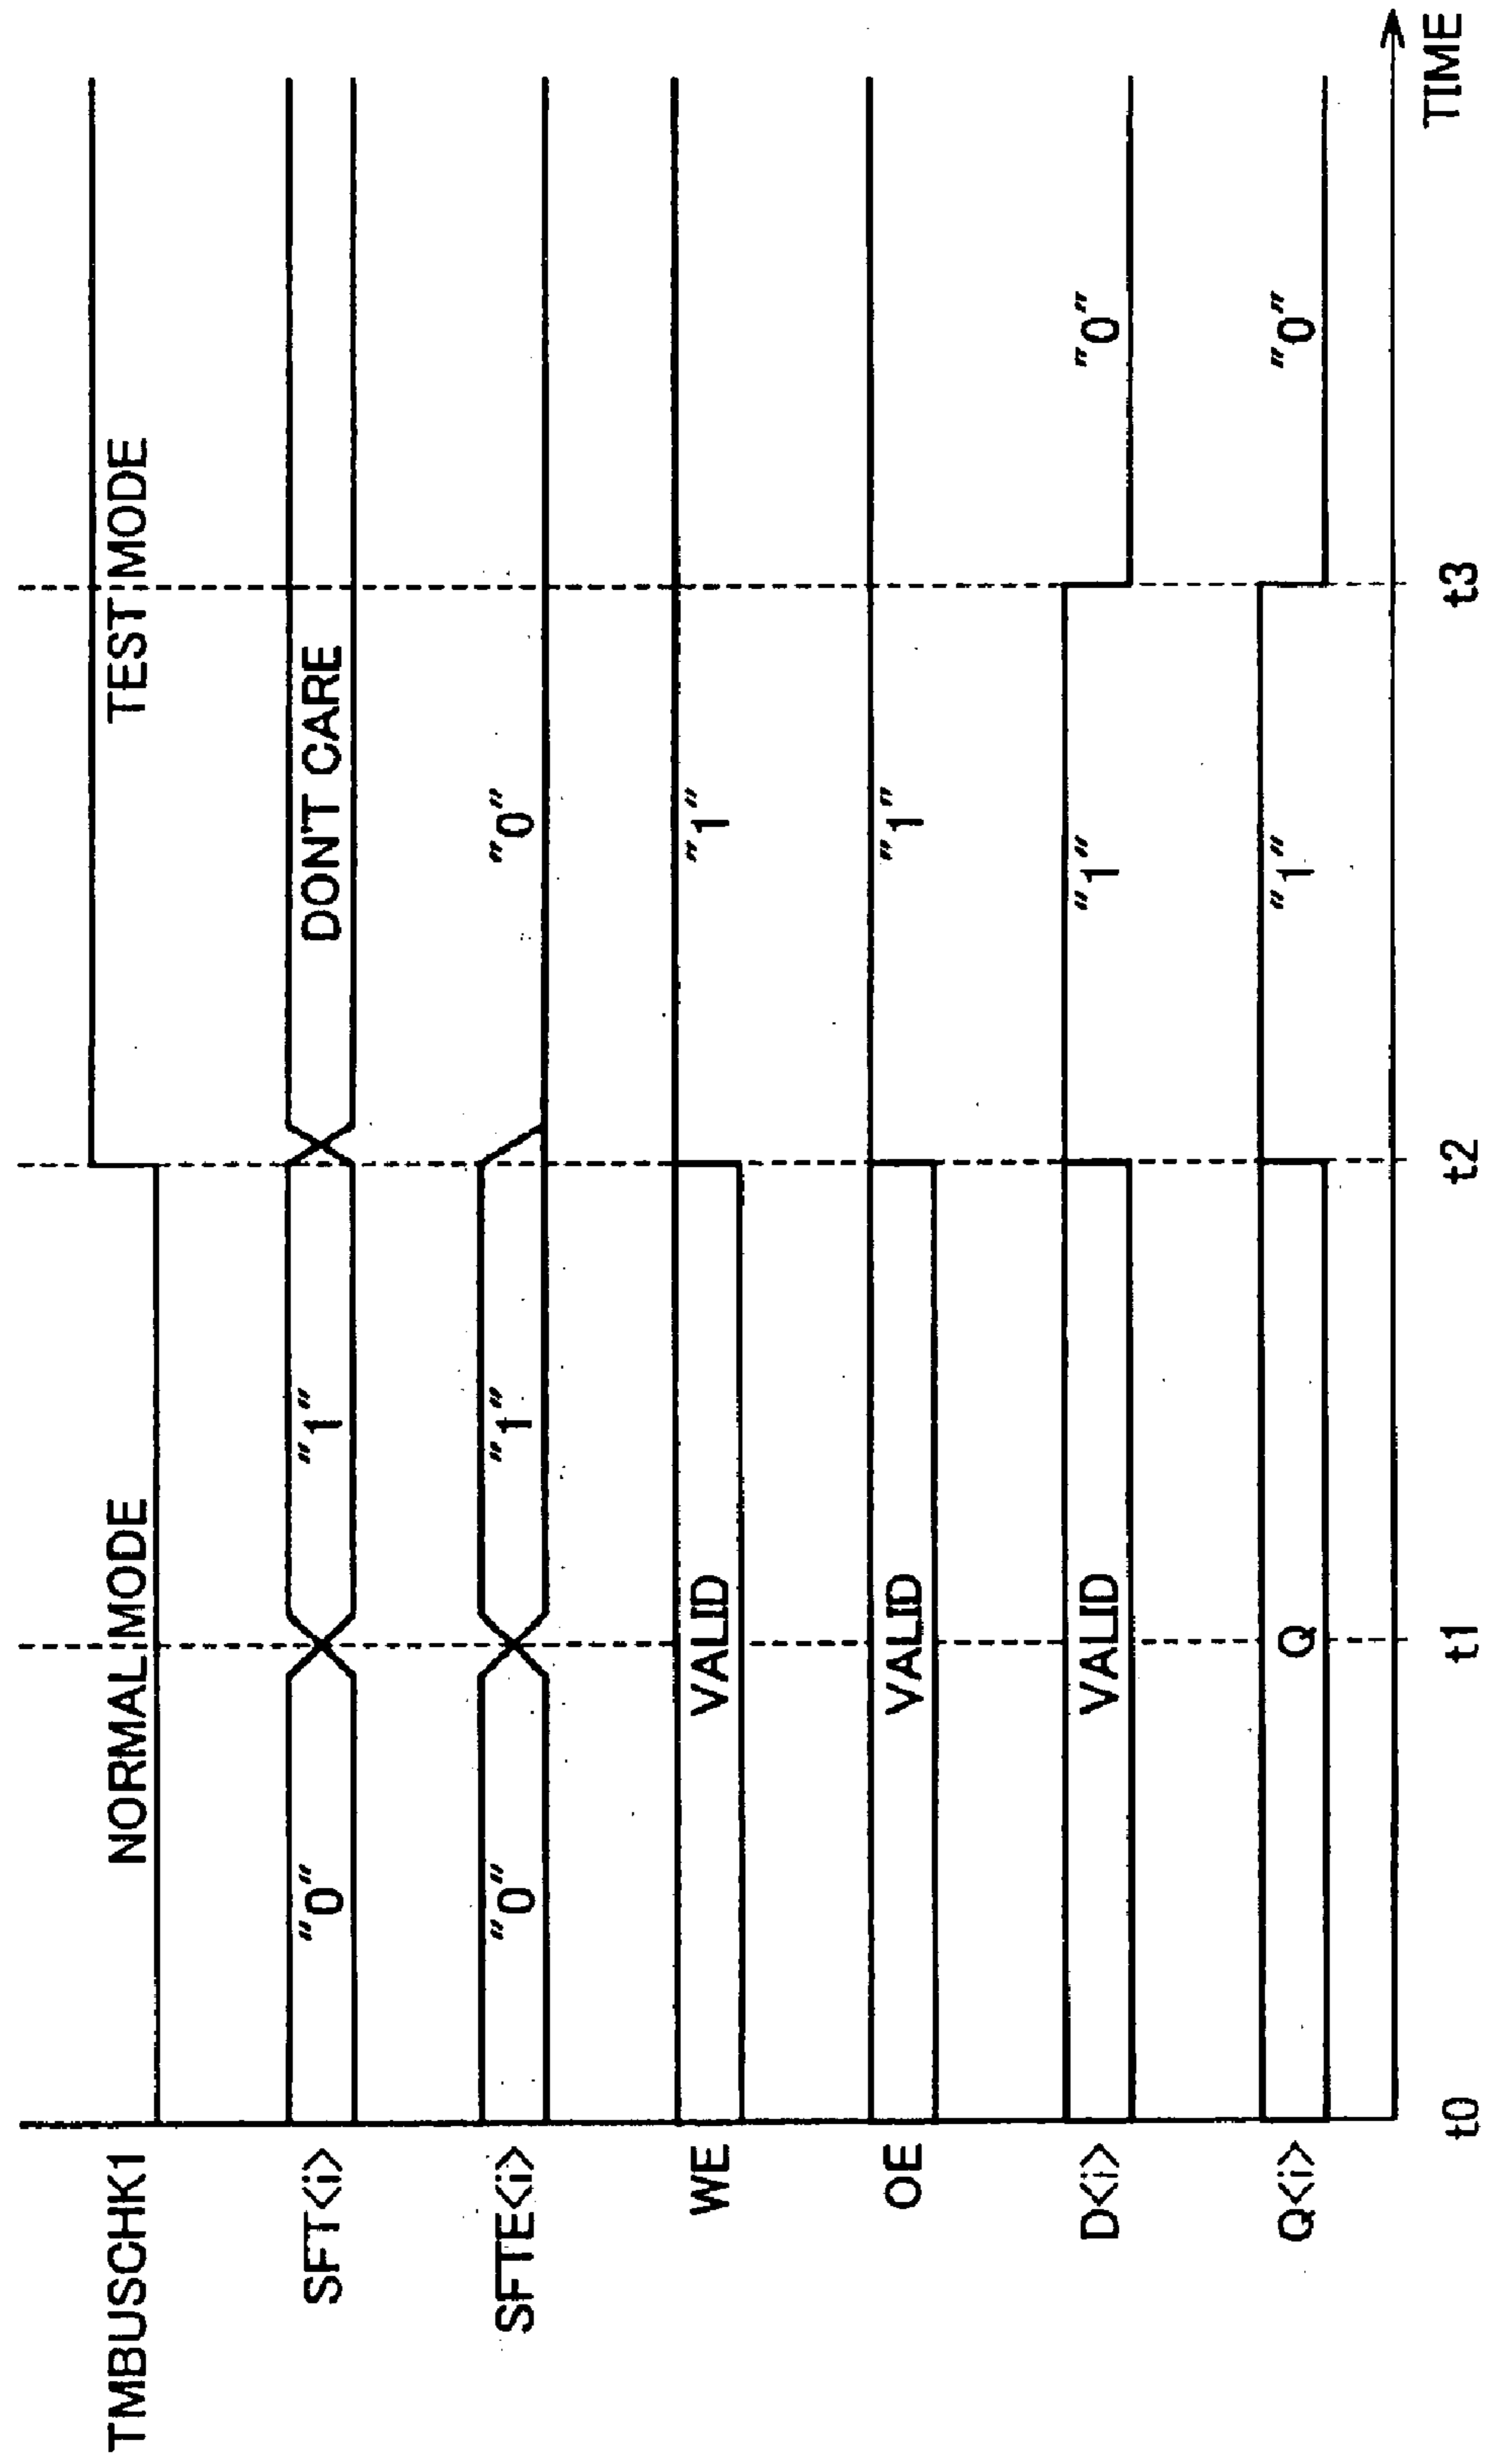 TMBUSCHK1 NORMAL MODE TEST MODE
SFT<i> "0" "1" DON'T CARE
SFTE<i> "0" "1" "0"
WE VALID "1"
OE VALID "1"
D<i> VALID "1" "0"
Q<i> Q "1" "0"
t0 t1 t2 t3 TIME